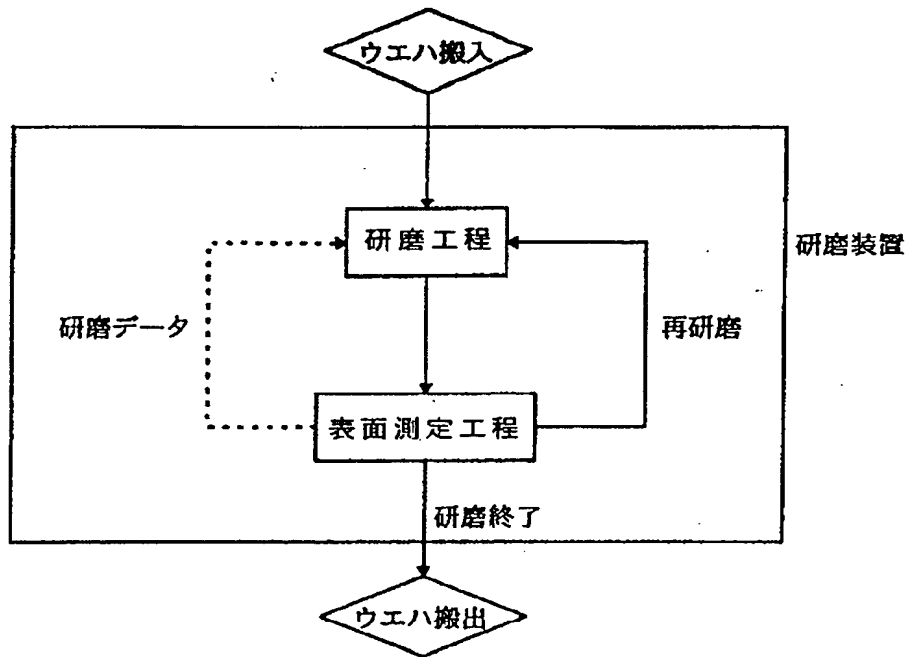 ウエハ搬入
研磨工程
研磨装置
研磨データ
再研磨
表面測定工程
研磨終了
ウエハ搬出